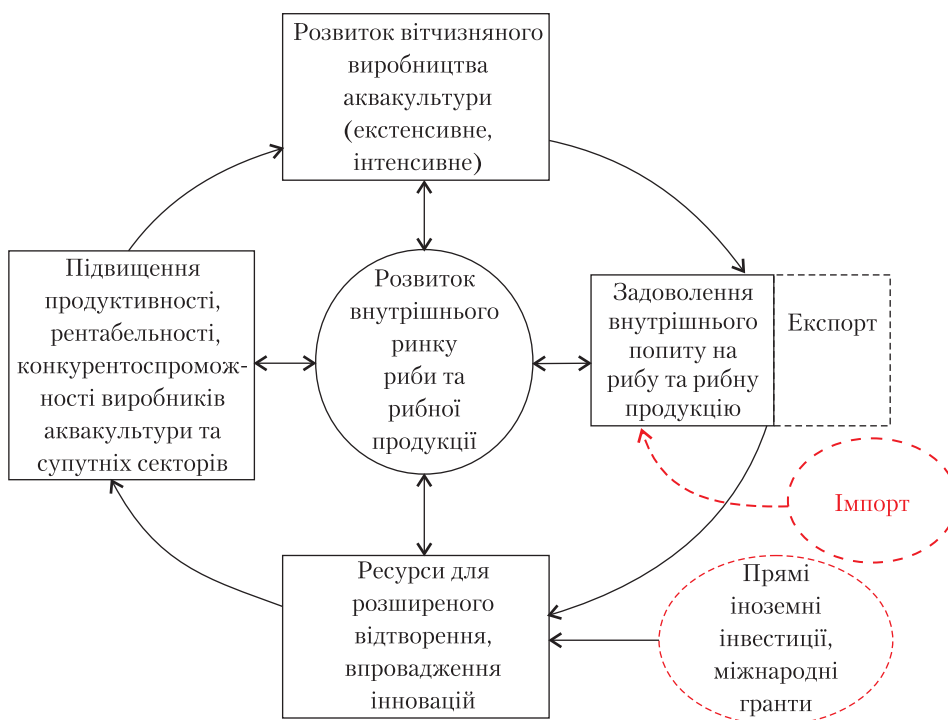 Розвиток вітчизняного
виробництва
аквакультури
(екстенсивне,
інтенсивне)
Підвищення
продуктивності,
рентабельності,
конкурентоспромож-
ності виробників
аквакультури та
супутніх секторів
Розвиток
внутрішнього
ринку
риби та
рибної
продукції
Задоволення
внутрішнього
попиту на
рибу та рибну
продукцію
Експорт
Імпорт
Ресурси для
розширеного
відтворення,
впровадження
інновацій
Прямі
іноземні
інвестиції,
міжнародні
гранти